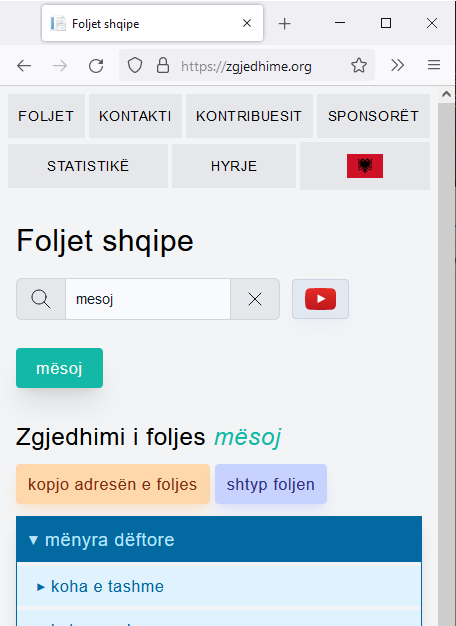 Foljet shqipe
https://zgjedhime.org
FOLJET KONTAKTI KONTRIBUESIT SPONSORËT
STATISTIKË HYRJE
Foljet shqipe
mesoj
mësoj
Zgjedhimi i foljes mësoj
kopjo adresën e foljes shtyp foljen
▾ mënyra dëftore
▸ koha e tashme